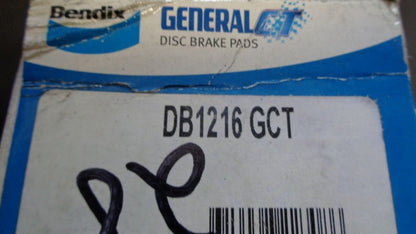 Bendix
GENERAL CT
DISC BRAKE PADS
DB1216 GCT